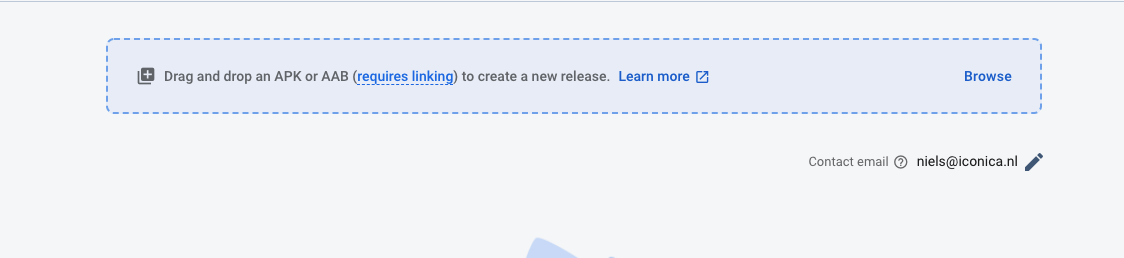 Drag and drop an APK or AAB (requires linking) to create a new release. Learn more
Browse
Contact email niels@iconica.nl